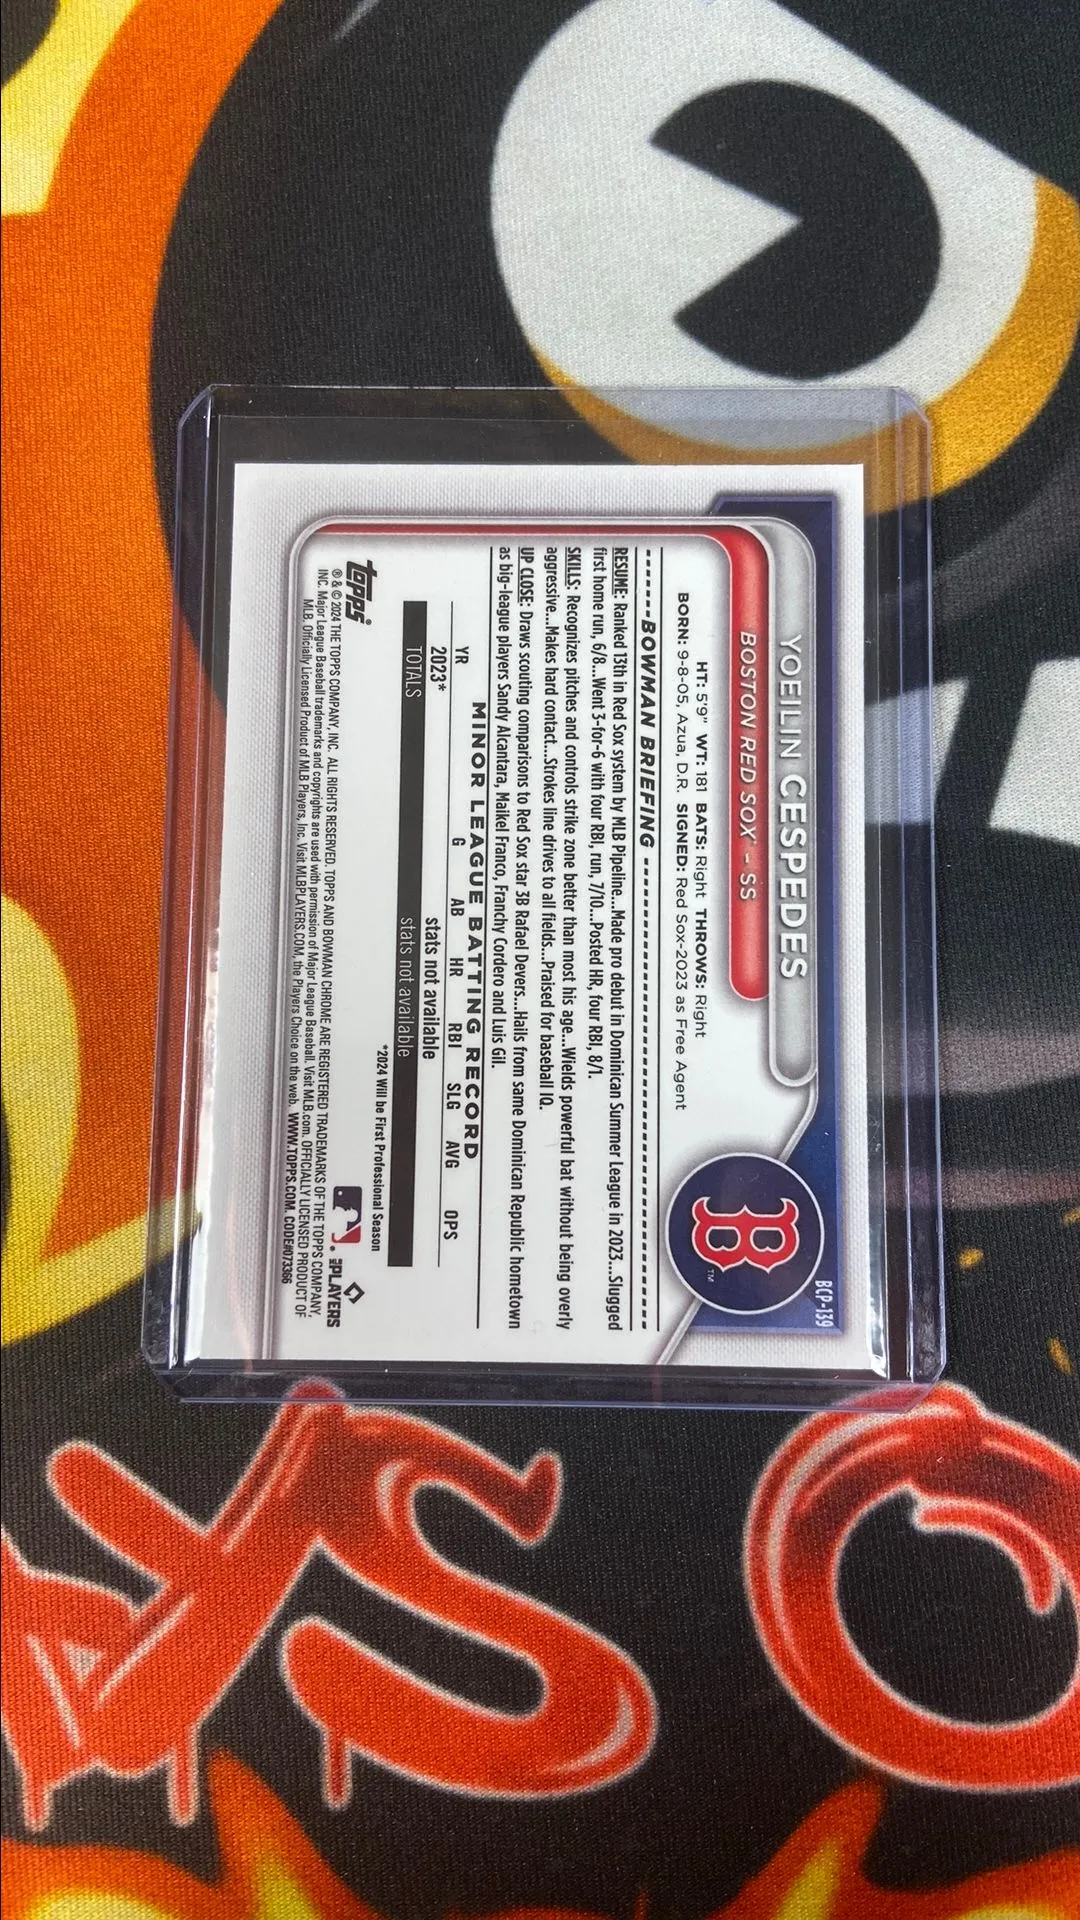 BCP-139
YOEILIN CESPEDES
BOSTON RED SOX® - SS
B
TM
HT: 5'9" WT: 181 BATS: Right THROWS: Right
BORN: 9-8-05, Azua, D.R. SIGNED: Red Sox-2023 as Free Agent
BOWMAN BRIEFING
RESUME: Ranked 13th in Red Sox system by MLB Pipeline...Made pro debut in Dominican Summer League in 2023...Slugged
first home run, 6/8...Went 3-for-6 with four RBI, run, 7/10...Posted HR, four RBI, 8/1.
SKILLS: Recognizes pitches and controls strike zone better than most his age...Wields powerful bat without being overly
aggressive...Makes hard contact...Strokes line drives to all fields...Praised for baseball IQ.
UP CLOSE: Draws scouting comparisons to Red Sox star 3B Rafael Devers...Hails from same Dominican Republic hometown
as big-league players Sandy Alcantara, Maikel Franco, Franchy Cordero and Luis Gil.
MINOR LEAGUE BATTING RECORD
YR G AB HR RBI SLG AVG OPS
2023* stats not available
TOTALS stats not available
*2024 Will be First Professional Season
topps
MLB PLAYERS
® & © 2024 THE TOPPS COMPANY, INC. ALL RIGHTS RESERVED. TOPPS AND BOWMAN CHROME ARE REGISTERED TRADEMARKS OF THE TOPPS COMPANY,
INC. Major League Baseball trademarks and copyrights are used with permission of Major League Baseball. Visit MLB.com. OFFICIALLY LICENSED PRODUCT OF
MLB. Officially Licensed Product of MLB Players, Inc. Visit MLBPLAYERS.COM, the Players Choice on the web. WWW.TOPPS.COM. CODE#073366